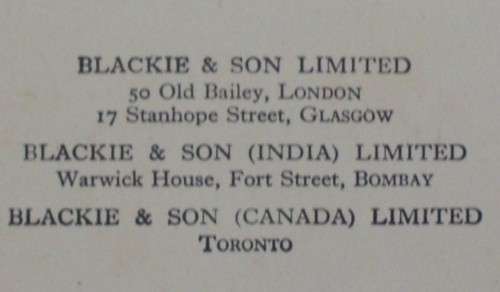 BLACKIE & SON LIMITED
50 Old Bailey, LONDON
17 Stanhope Street, GLASGOW
BLACKIE & SON (INDIA) LIMITED
Warwick House, Fort Street, BOMBAY
BLACKIE & SON (CANADA) LIMITED
TORONTO